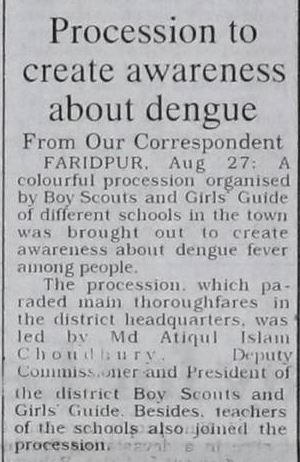 Procession to
create awareness
about dengue
From Our Correspondent
FARIDPUR, Aug 27: A
colourful procession organised
by Boy Scouts and Girls' Guide
of different schools in the town
was brought out to create
awareness about dengue fever
among people.
The procession, which pa-
raded main thoroughfares in
the district headquarters, was
led by Md Atiqul Islam
Choudhury, Deputy
Commissioner and President of
the district Boy Scouts and
Girls' Guide. Besides, teachers
of the schools also joined the
procession.